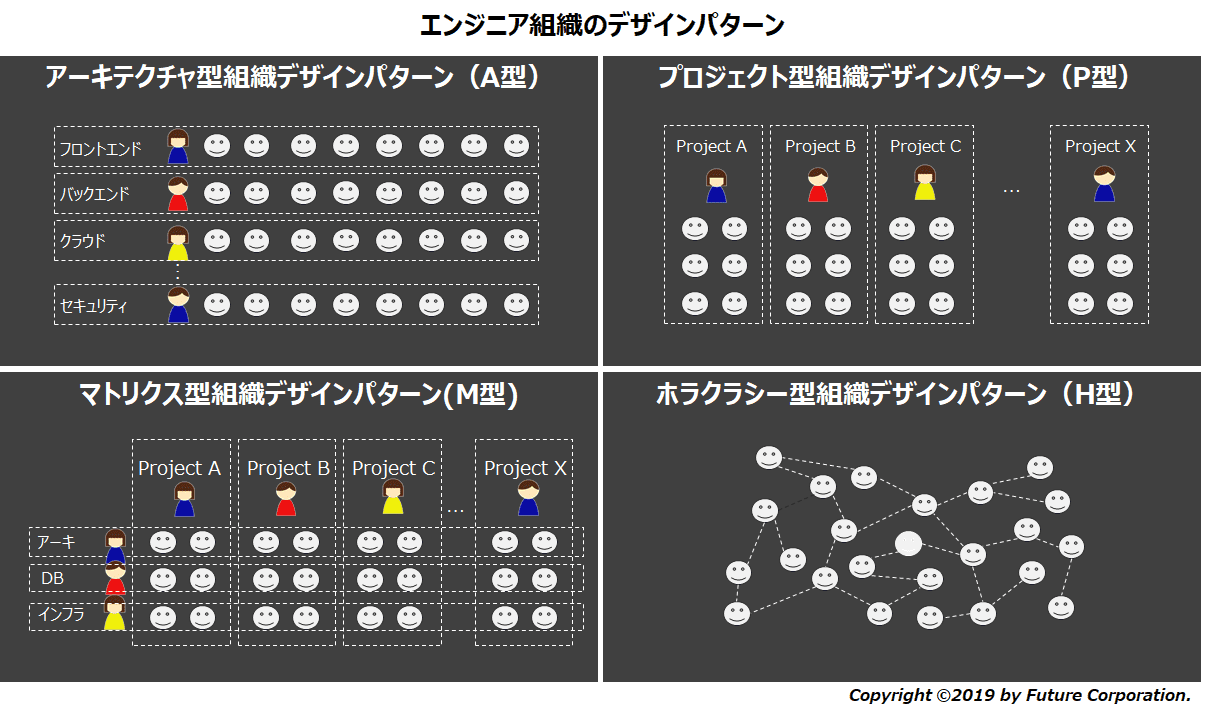 エンジニア組織のデザインパターン
アーキテクチャ型組織デザインパターン（A型）
フロントエンド
バックエンド
クラウド
⋮
セキュリティ
プロジェクト型組織デザインパターン（P型）
Project A
Project B
Project C
…
Project X
マトリクス型組織デザインパターン(M型)
Project A
Project B
Project C
…
Project X
アーキ
DB
インフラ
ホラクラシー型組織デザインパターン（H型）
Copyright ©2019 by Future Corporation.